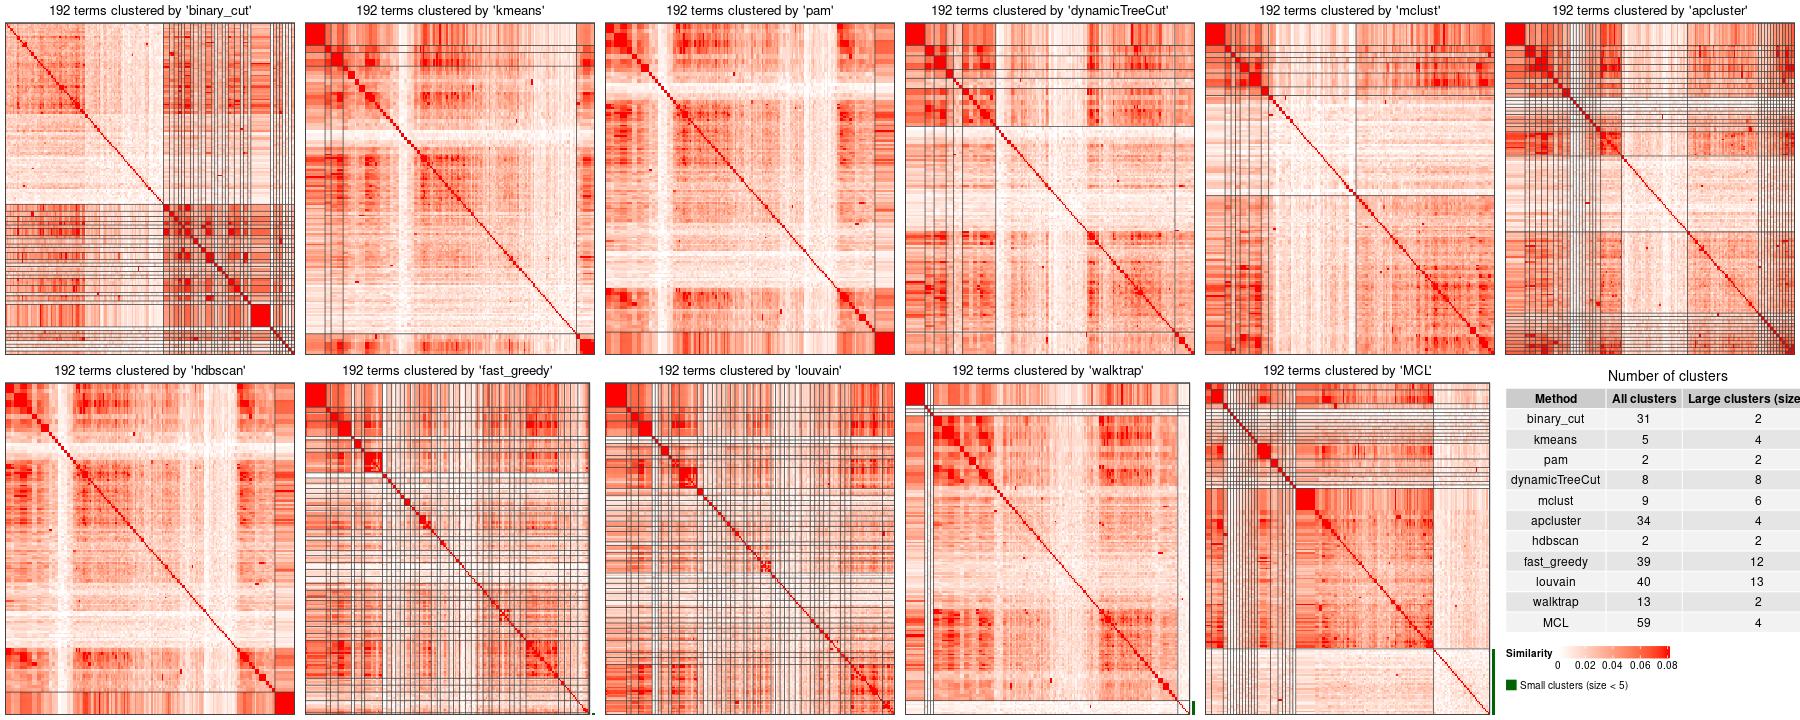 192 terms clustered by 'binary_cut'
192 terms clustered by 'kmeans'
192 terms clustered by 'pam'
192 terms clustered by 'dynamicTreeCut'
192 terms clustered by 'mclust'
192 terms clustered by 'apcluster'
192 terms clustered by 'hdbscan'
192 terms clustered by 'fast_greedy'
192 terms clustered by 'louvain'
192 terms clustered by 'walktrap'
192 terms clustered by 'MCL'
Number of clusters
Method All clusters Large clusters (size
binary_cut 31 2
kmeans 5 4
pam 2 2
dynamicTreeCut 8 8
mclust 9 6
apcluster 34 4
hdbscan 2 2
fast_greedy 39 12
louvain 40 13
walktrap 13 2
MCL 59 4
Similarity
0 0.02 0.04 0.06 0.08
Small clusters (size < 5)